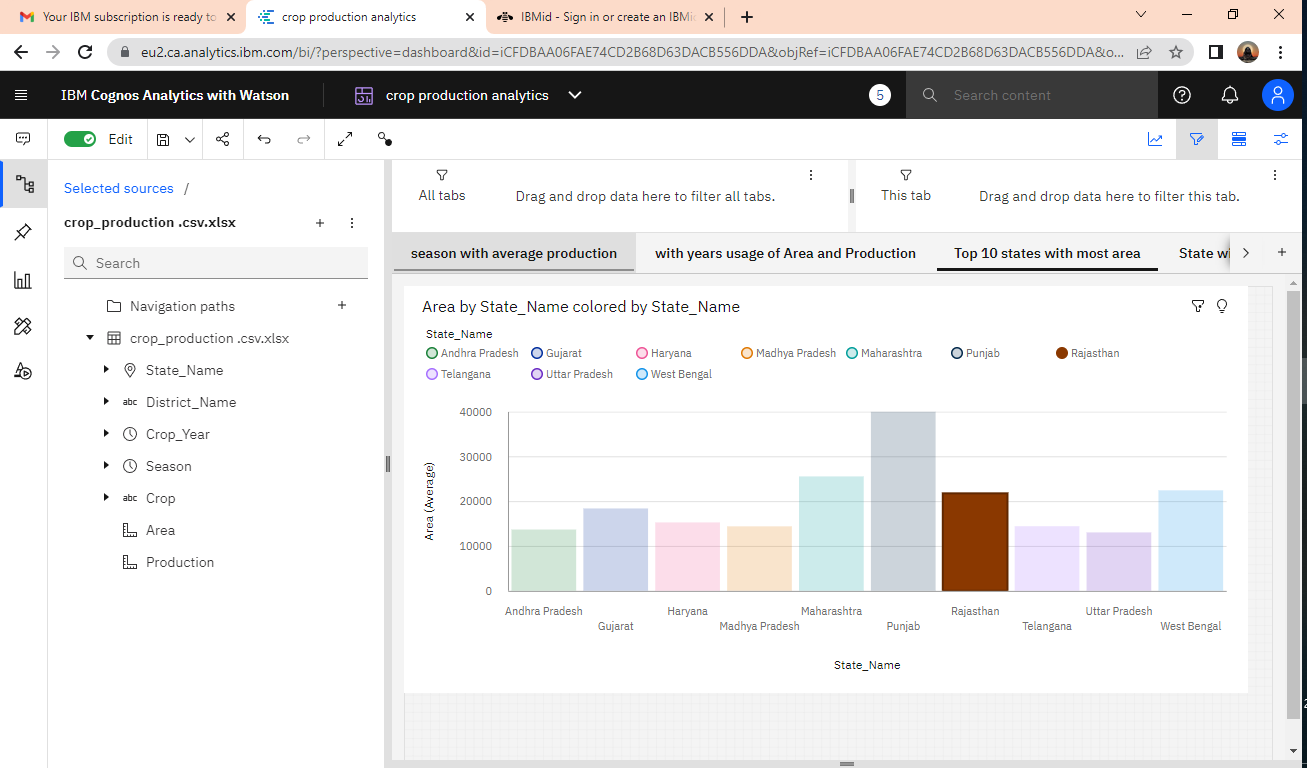 Your IBM subscription is ready to
crop production analytics
IBMid - Sign in or create an IBMi
eu2.ca.analytics.ibm.com/bi/?perspective=dashboard&id=iCFDBAA06FAE74CD2B68D63DACB556DDA&objRef=iCFDBAA06FAE74CD2B68D63DACB556DDA&o...
IBM Cognos Analytics with Watson
crop production analytics
5
Search content
Edit
Selected sources /
crop_production .csv.xlsx
Search
Navigation paths
crop_production .csv.xlsx
State_Name
abc District_Name
Crop_Year
Season
abc Crop
Area
Production
All tabs
Drag and drop data here to filter all tabs.
This tab
Drag and drop data here to filter this tab.
season with average production
with years usage of Area and Production
Top 10 states with most area
State wi
Area by State_Name colored by State_Name
State_Name
Andhra Pradesh Gujarat Haryana Madhya Pradesh Maharashtra Punjab Rajasthan
Telangana Uttar Pradesh West Bengal
Area (Average)
40000
30000
20000
10000
0
Andhra Pradesh Haryana Maharashtra Rajasthan Uttar Pradesh
Gujarat Madhya Pradesh Punjab Telangana West Bengal
State_Name